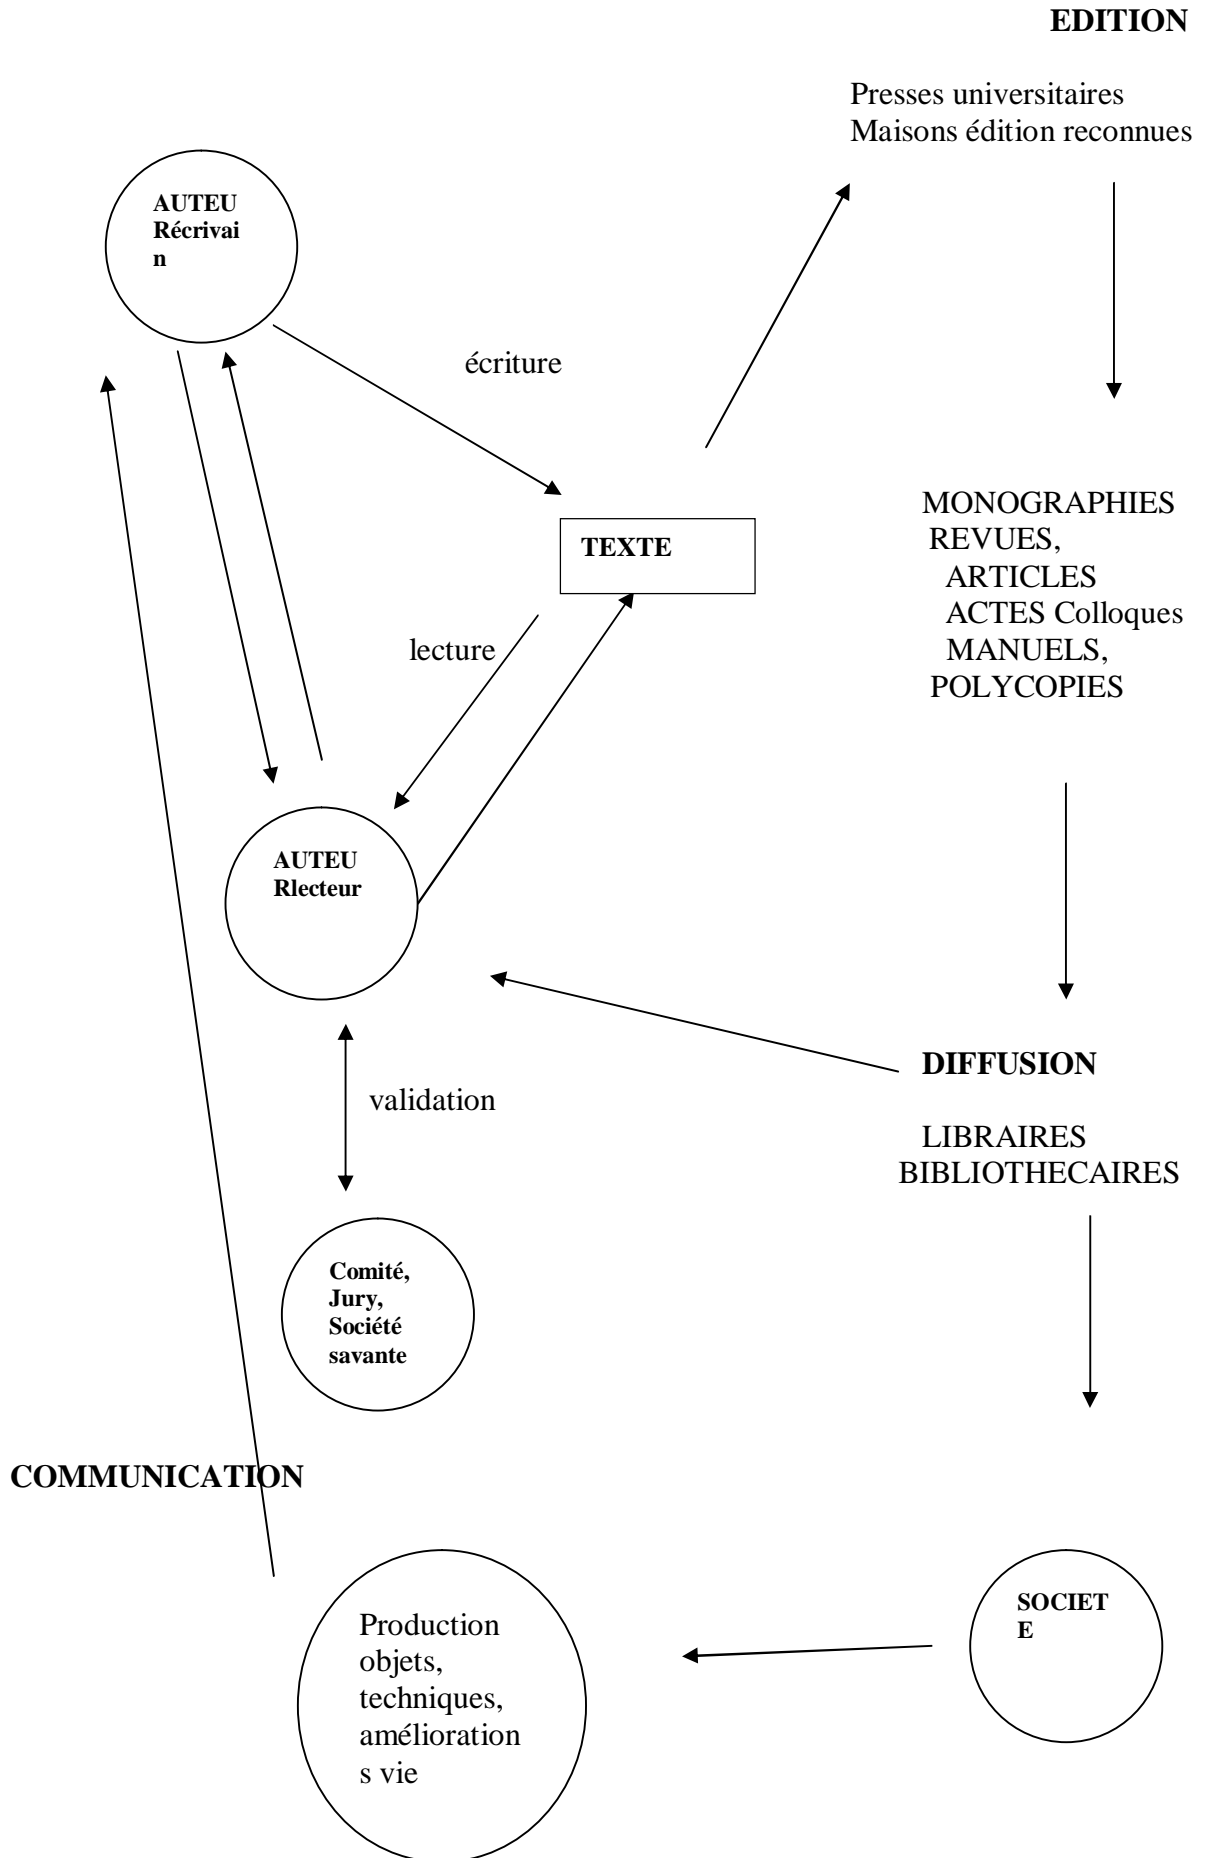 EDITION
Presses universitaires
Maisons édition reconnues
AUTEU
Récrivai
n
écriture
TEXTE
MONOGRAPHIES
REVUES,
ARTICLES
ACTES Colloques
MANUELS,
POLYCOPIES
lecture
AUTEU
Rlecteur
DIFFUSION
LIBRAIRES
BIBLIOTHECAIRES
validation
Comité,
Jury,
Société
savante
COMMUNICATION
Production
objets,
techniques,
amélioration
s vie
SOCIET
E